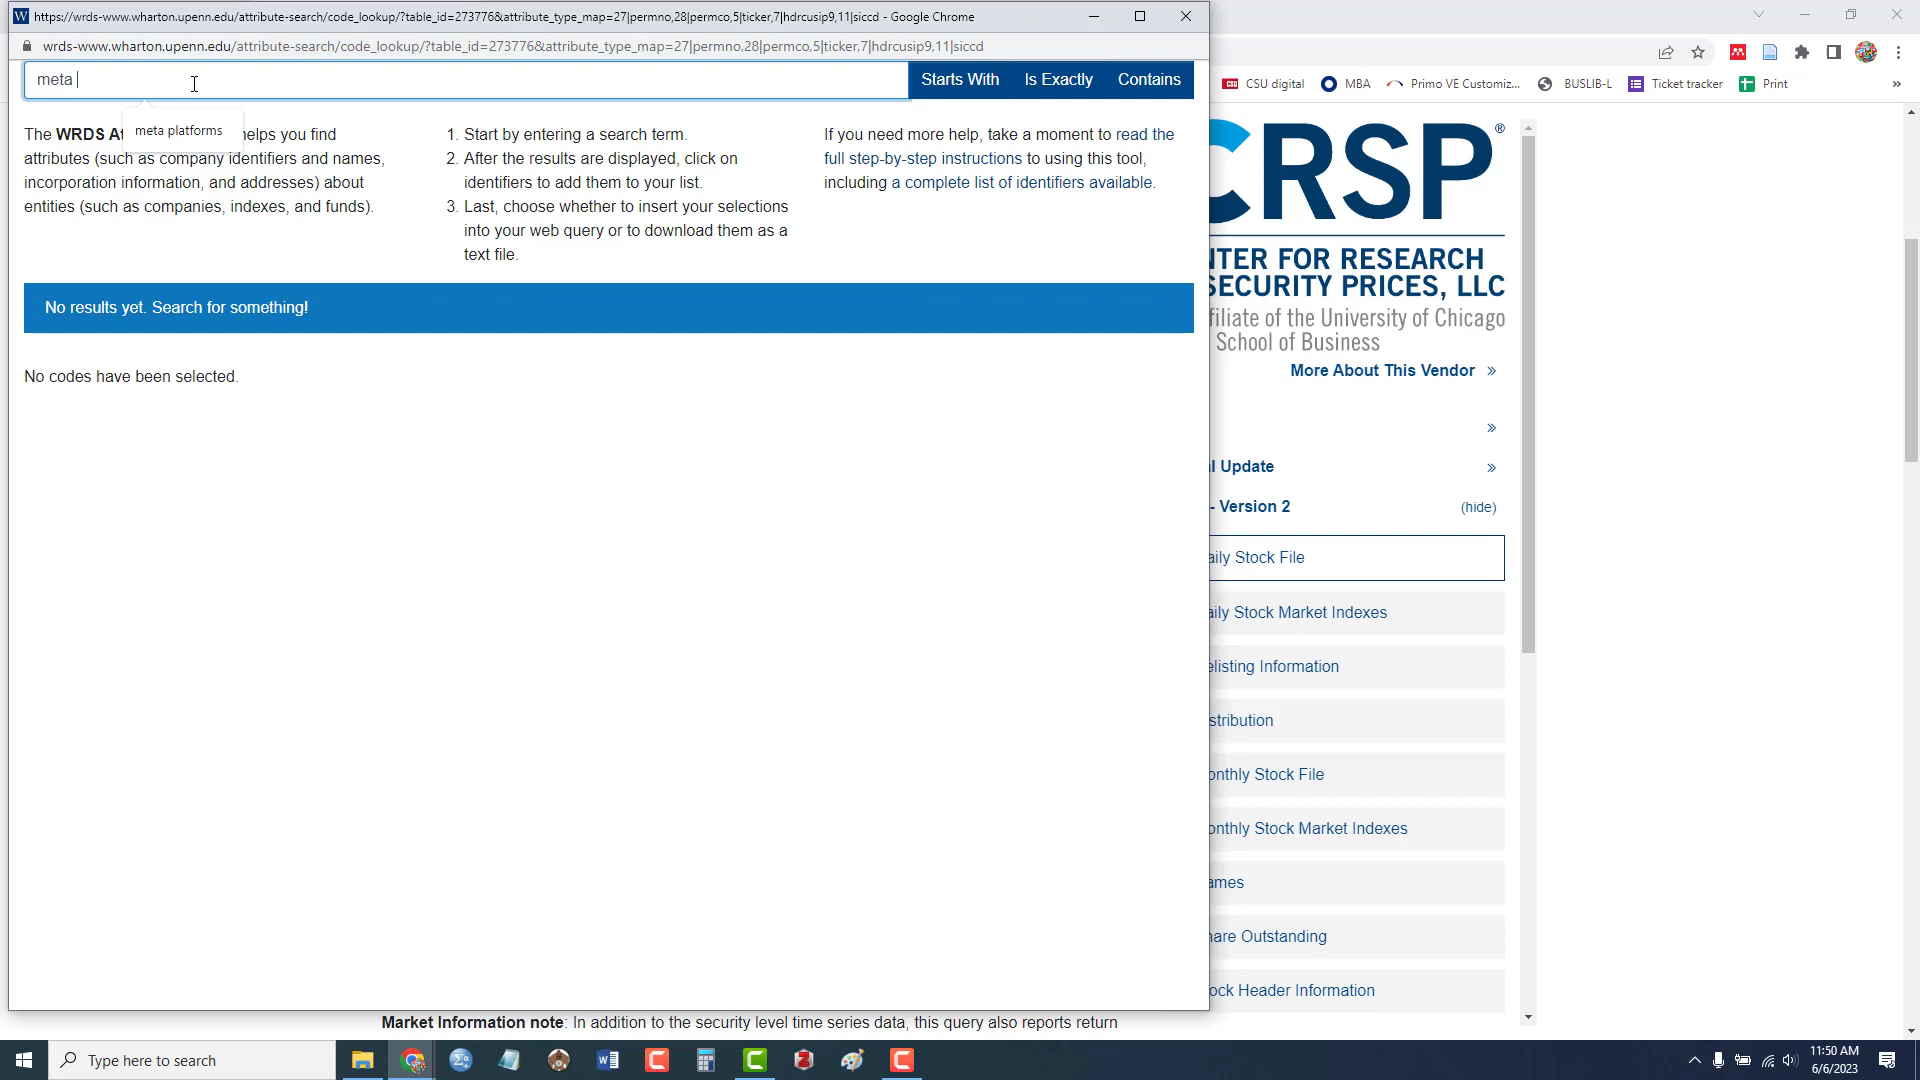 https://wrds-www.wharton.upenn.edu/attribute-search/code_lookup/?table_id=273776&attribute_type_map=27|permno,28|permco,5|ticker,7|hdrcusip9,11|siccd - Google Chrome
wrds-www.wharton.upenn.edu/attribute-search/code_lookup/?table_id=273776&attribute_type_map=27|permno,28|permco,5|ticker,7|hdrcusip9,11|siccd
meta
Starts With Is Exactly Contains
meta platforms
The WRDS At helps you find
attributes (such as company identifiers and names,
incorporation information, and addresses) about
entities (such as companies, indexes, and funds).
1. Start by entering a search term.
2. After the results are displayed, click on
identifiers to add them to your list.
3. Last, choose whether to insert your selections
into your web query or to download them as a
text file.
If you need more help, take a moment to read the
full step-by-step instructions to using this tool,
including a complete list of identifiers available.
No results yet. Search for something!
No codes have been selected.
CSU digital MBA Primo VE Customiz... BUSLIB-L Ticket tracker Print
CRSP®
NTER FOR RESEARCH
SECURITY PRICES, LLC
filiate of the University of Chicago
School of Business
More About This Vendor »
»
l Update »
- Version 2 (hide)
aily Stock File
aily Stock Market Indexes
elisting Information
stribution
onthly Stock File
onthly Stock Market Indexes
ames
hare Outstanding
ock Header Information
Market Information note: In addition to the security level time series data, this query also reports return
Type here to search
11:50 AM
6/6/2023